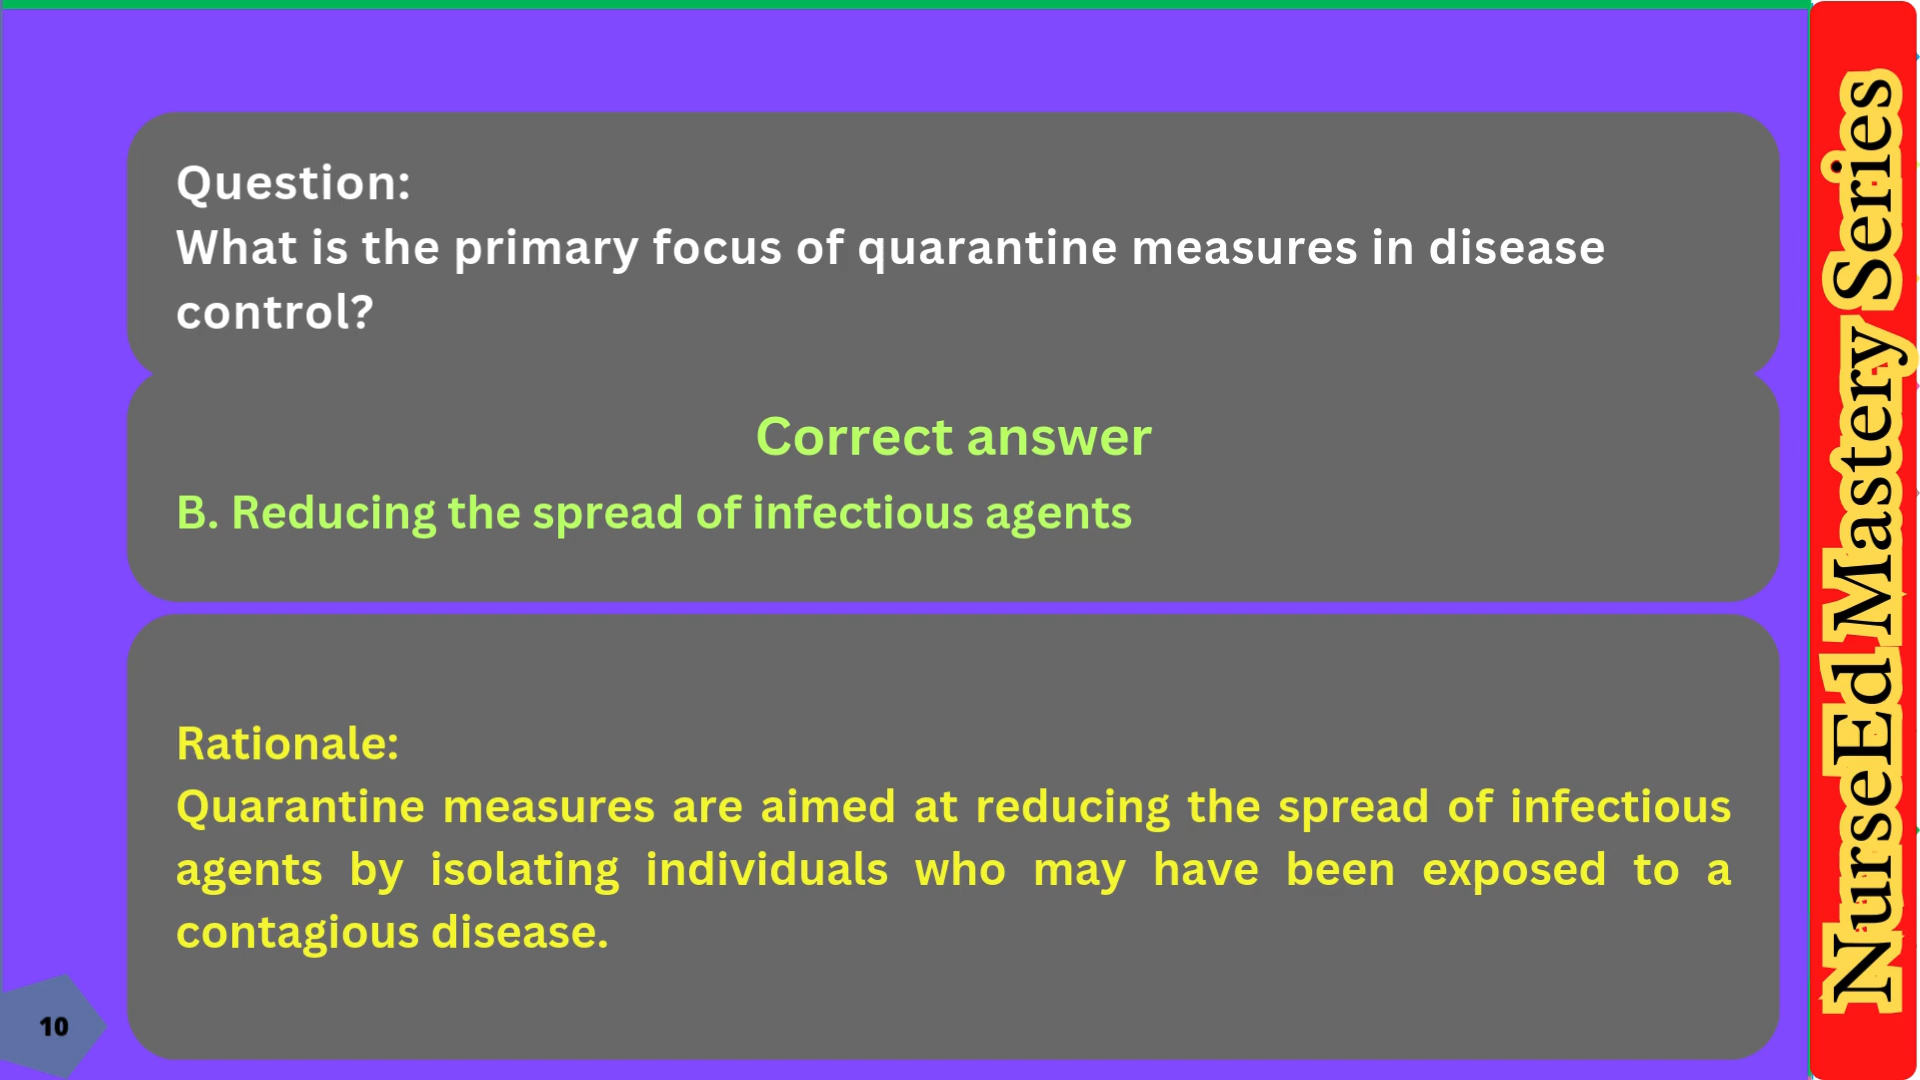 Question:
What is the primary focus of quarantine measures in disease
control?
Correct answer
B. Reducing the spread of infectious agents
Rationale:
Quarantine measures are aimed at reducing the spread of infectious
agents by isolating individuals who may have been exposed to a
contagious disease.
10
NurseEd Mastery Series